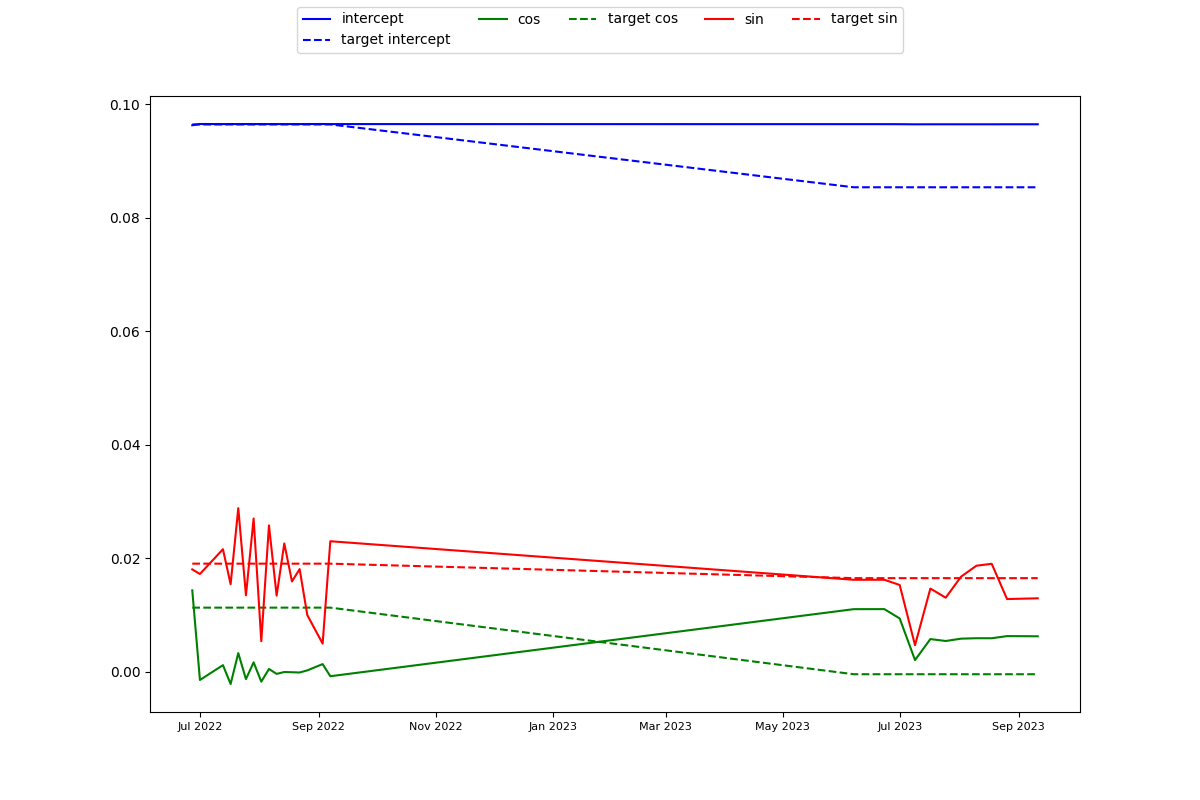 intercept cos target cos sin target sin
target intercept
0.10
0.08
0.06
0.04
0.02
0.00
Jul 2022 Sep 2022 Nov 2022 Jan 2023 Mar 2023 May 2023 Jul 2023 Sep 2023